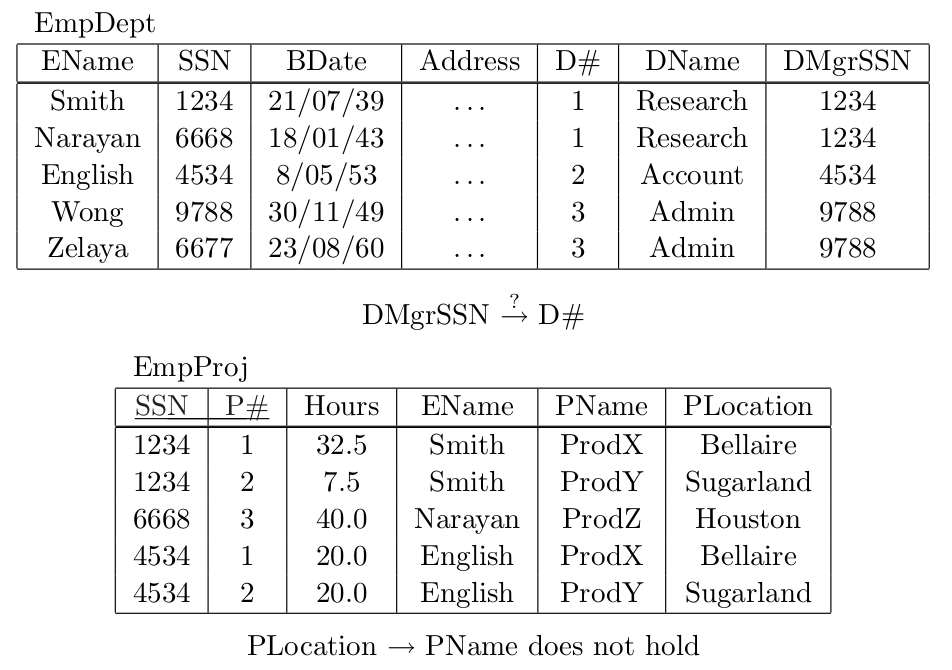 EmpDept
EName SSN BDate Address D# DName DMgrSSN
Smith 1234 21/07/39 ... 1 Research 1234
Narayan 6668 18/01/43 ... 1 Research 1234
English 4534 8/05/53 ... 2 Account 4534
Wong 9788 30/11/49 ... 3 Admin 9788
Zelaya 6677 23/08/60 ... 3 Admin 9788
DMgrSSN →? D#
EmpProj
SSN P# Hours EName PName PLocation
1234 1 32.5 Smith ProdX Bellaire
1234 2 7.5 Smith ProdY Sugarland
6668 3 40.0 Narayan ProdZ Houston
4534 1 20.0 English ProdX Bellaire
4534 2 20.0 English ProdY Sugarland
PLocation → PName does not hold